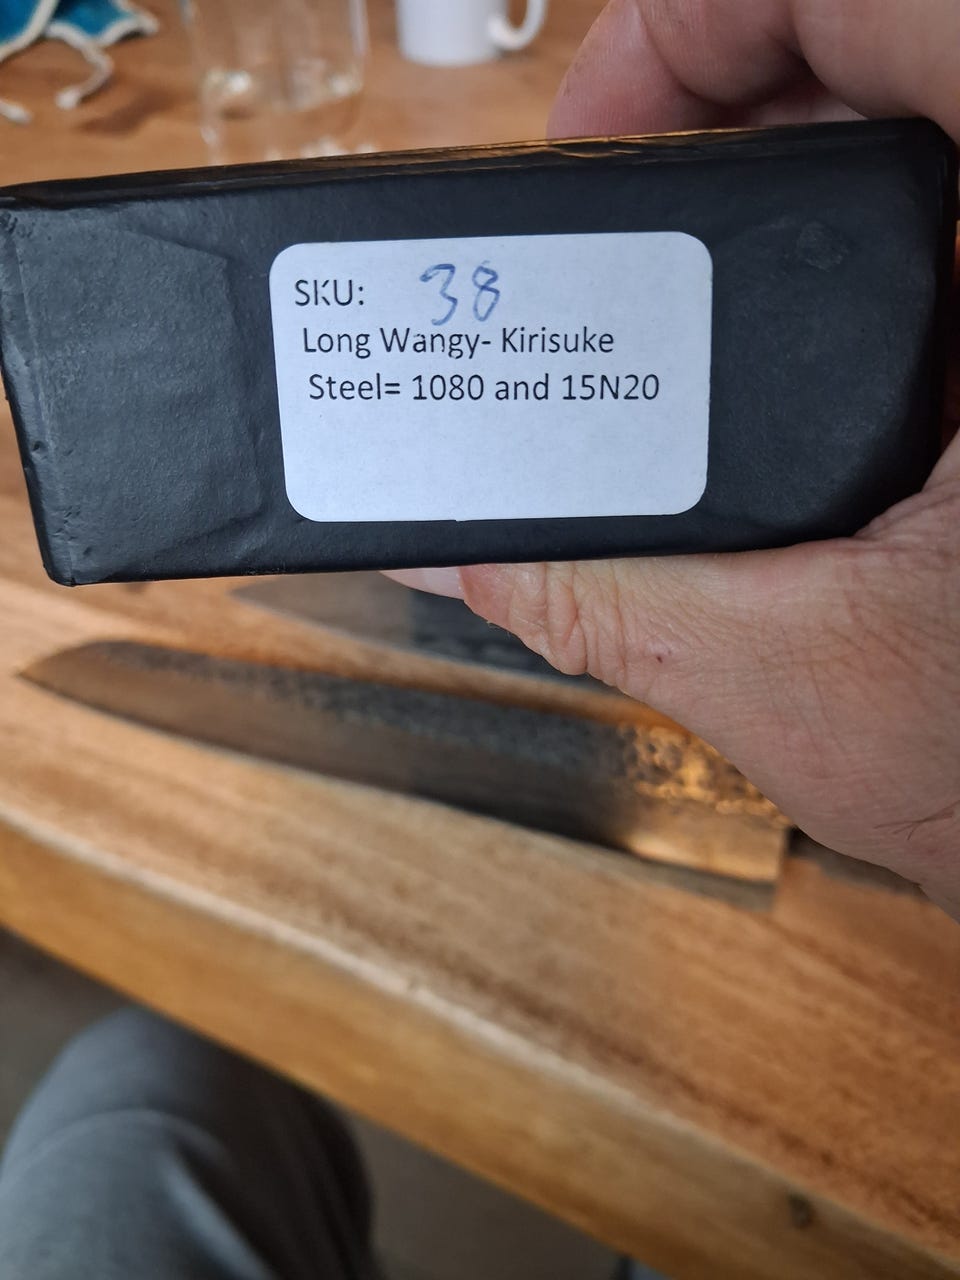 SKU: 38
Long Wangy- Kirisuke
Steel= 1080 and 15N20